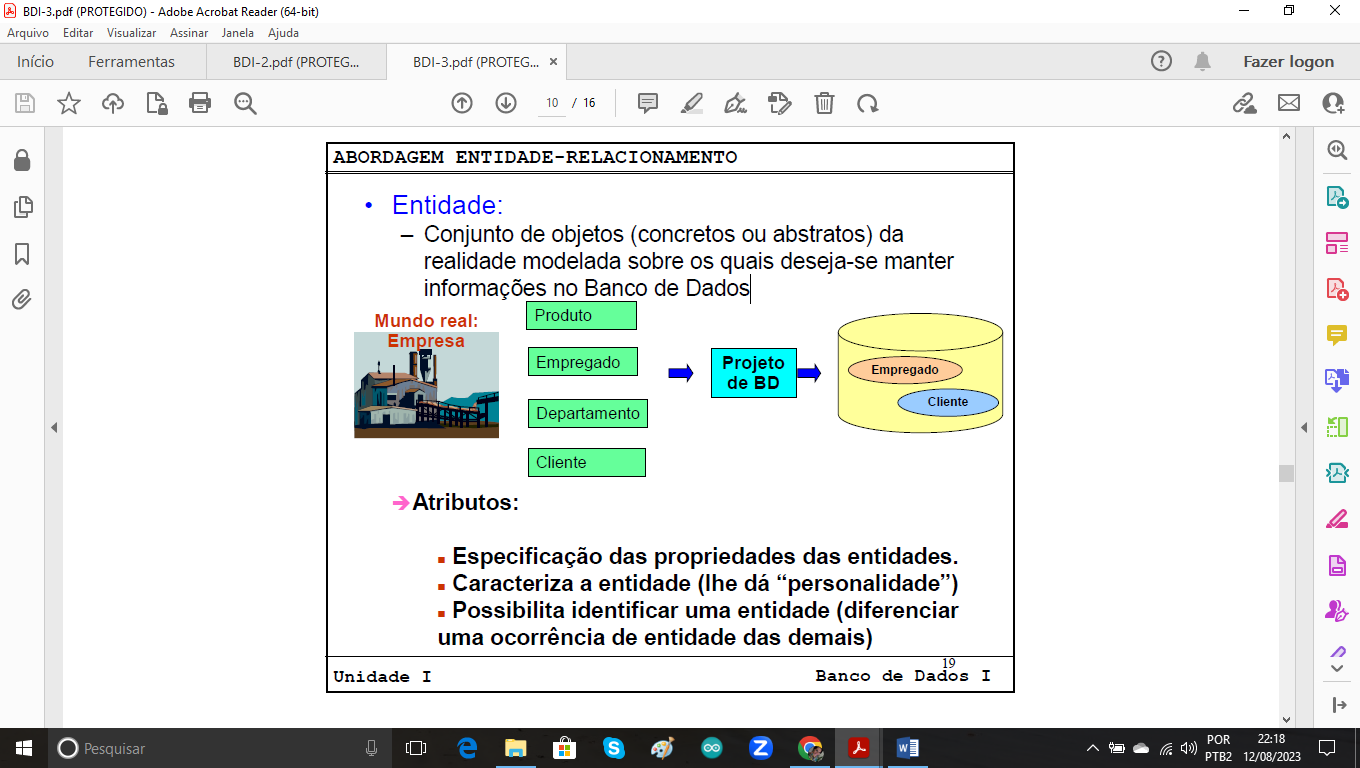 BDI-3.pdf (PROTEGIDO) - Adobe Acrobat Reader (64-bit)
Arquivo Editar Visualizar Assinar Janela Ajuda
Início Ferramentas BDI-2.pdf (PROTEG... BDI-3.pdf (PROTEG... × Fazer logon
10 / 16
ABORDAGEM ENTIDADE-RELACIONAMENTO
• Entidade:
– Conjunto de objetos (concretos ou abstratos) da
realidade modelada sobre os quais deseja-se manter
informações no Banco de Dados
Mundo real:
Empresa
Produto
Empregado
Departamento
Cliente
Projeto
de BD
Empregado
Cliente
➔Atributos:
▪ Especificação das propriedades das entidades.
▪ Caracteriza a entidade (lhe dá “personalidade”)
▪ Possibilita identificar uma entidade (diferenciar
uma ocorrência de entidade das demais)
19
Unidade I Banco de Dados I
Pesquisar
POR
PTB2
22:18
12/08/2023